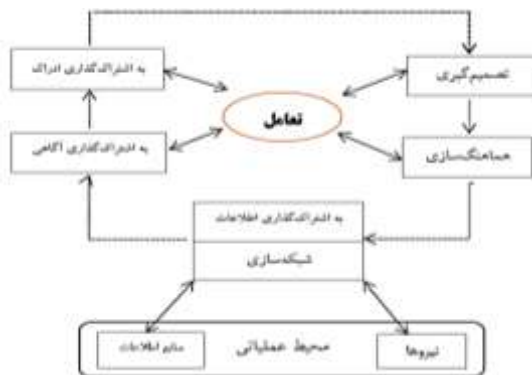 به اشتراک‌گذاری ادراک
تصمیم‌گیری
تعامل
به اشتراک‌گذاری آگاهی
هماهنگ‌سازی
به اشتراک‌گذاری اطلاعات
شبکه‌سازی
نیروها
محیط عملیاتی
منابع اطلاعات